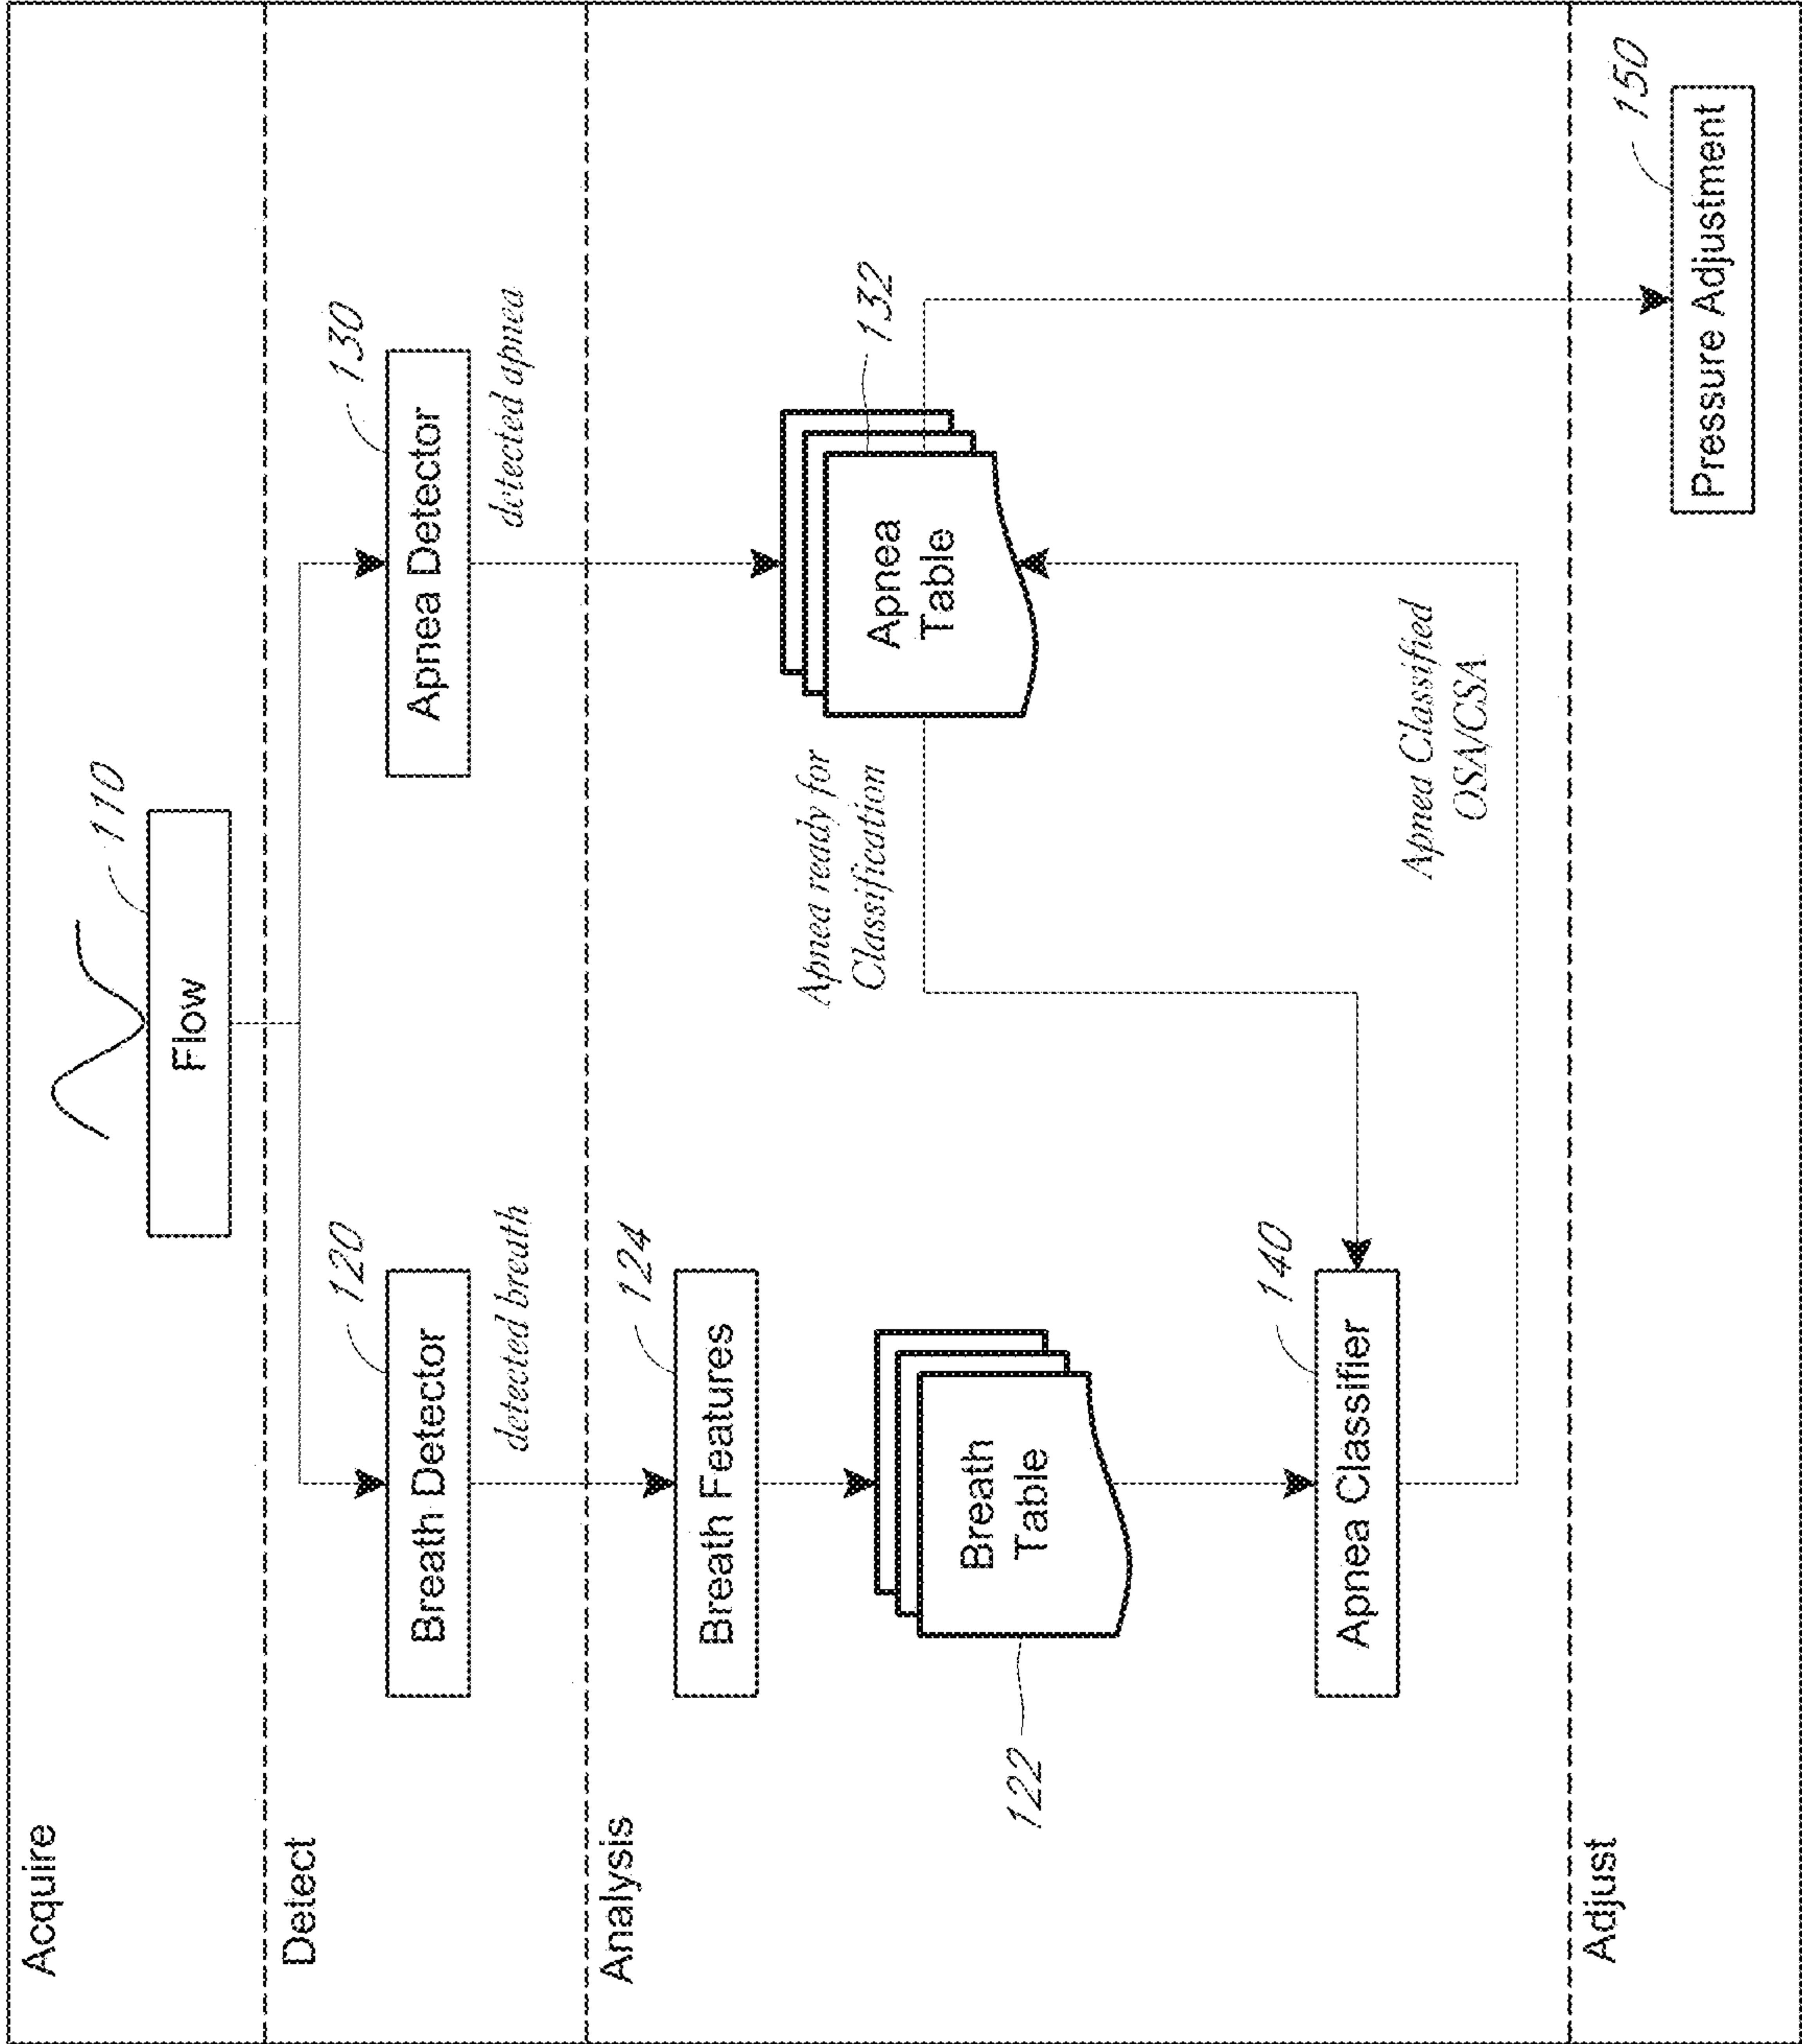 Acquire
110
Flow
Detect
120
Breath Detector
detected breath
130
Apnea Detector
detected apnea
Analysis
124
Breath Features
Breath
Table
122
132
Apnea
Table
Apnea ready for
Classification
140
Apnea Classifier
Apnea Classified
OSA/CSA
Adjust
150
Pressure Adjustment